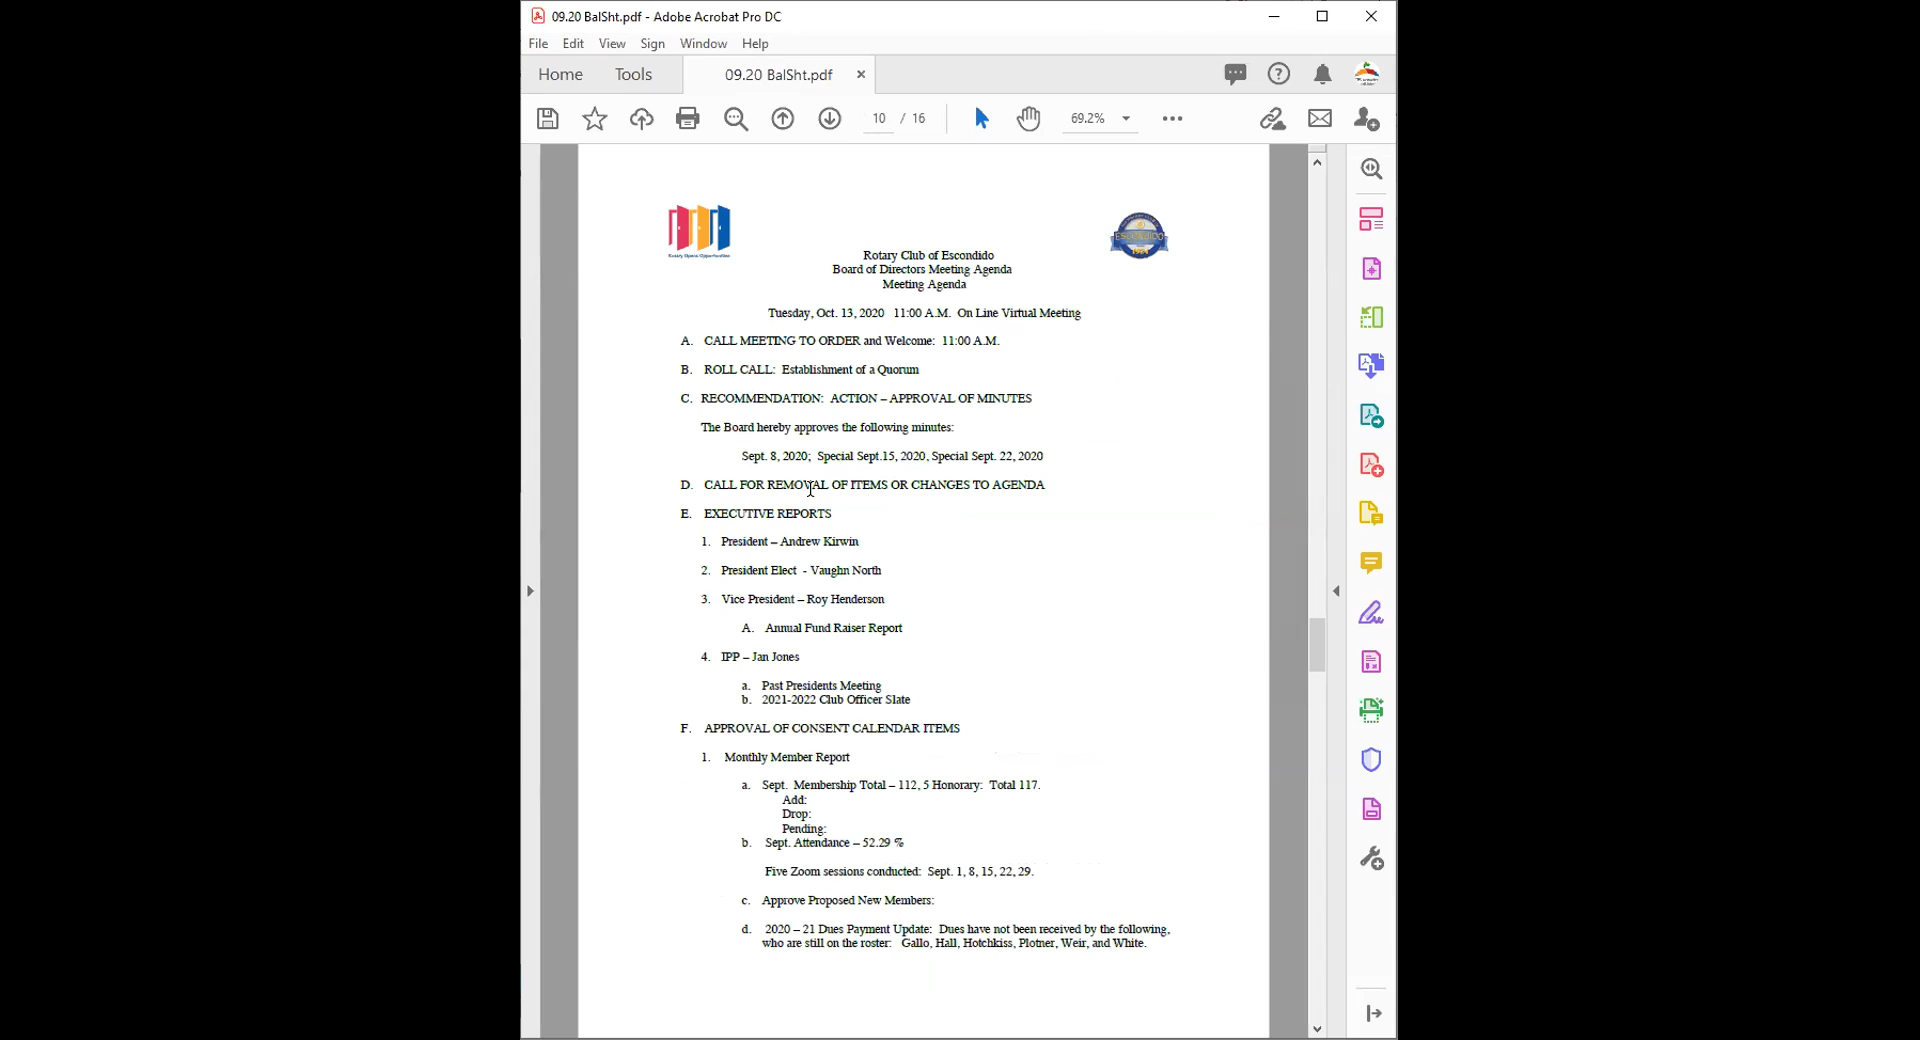 09.20 BalSht.pdf - Adobe Acrobat Pro DC
File Edit View Sign Window Help
Home Tools 09.20 BalSht.pdf
10 / 16 69.2%
Rotary Opens Opportunities
ESCONDIDO
Rotary Club of Escondido
Board of Directors Meeting Agenda
Meeting Agenda
Tuesday, Oct. 13, 2020 11:00 A.M. On Line Virtual Meeting
A. CALL MEETING TO ORDER and Welcome: 11:00 A.M.
B. ROLL CALL: Establishment of a Quorum
C. RECOMMENDATION: ACTION – APPROVAL OF MINUTES
The Board hereby approves the following minutes:
Sept. 8, 2020; Special Sept.15, 2020, Special Sept. 22, 2020
D. CALL FOR REMOVAL OF ITEMS OR CHANGES TO AGENDA
E. EXECUTIVE REPORTS
1. President – Andrew Kirwin
2. President Elect - Vaughn North
3. Vice President – Roy Henderson
A. Annual Fund Raiser Report
4. IPP – Jan Jones
a. Past Presidents Meeting
b. 2021-2022 Club Officer Slate
F. APPROVAL OF CONSENT CALENDAR ITEMS
1. Monthly Member Report
a. Sept. Membership Total – 112, 5 Honorary: Total 117.
Add:
Drop:
Pending:
b. Sept. Attendance – 52.29 %
Five Zoom sessions conducted: Sept. 1, 8, 15, 22, 29.
c. Approve Proposed New Members:
d. 2020 – 21 Dues Payment Update: Dues have not been received by the following,
who are still on the roster: Gallo, Hall, Hotchkiss, Plotner, Weir, and White.